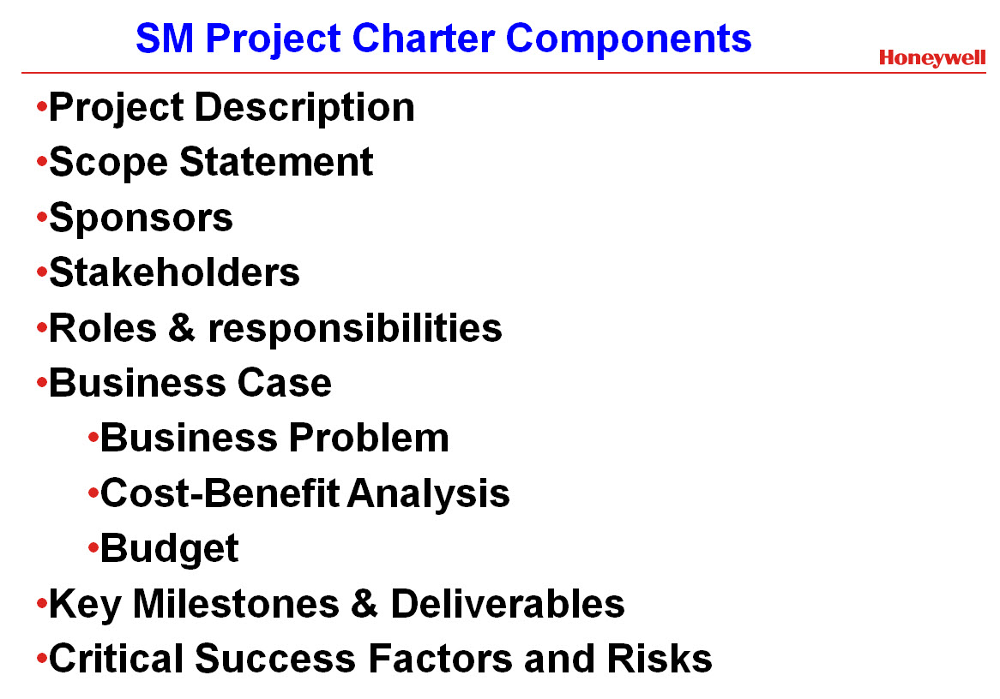 SM Project Charter Components
Honeywell
•Project Description
•Scope Statement
•Sponsors
•Stakeholders
•Roles & responsibilities
•Business Case
•Business Problem
•Cost-Benefit Analysis
•Budget
•Key Milestones & Deliverables
•Critical Success Factors and Risks